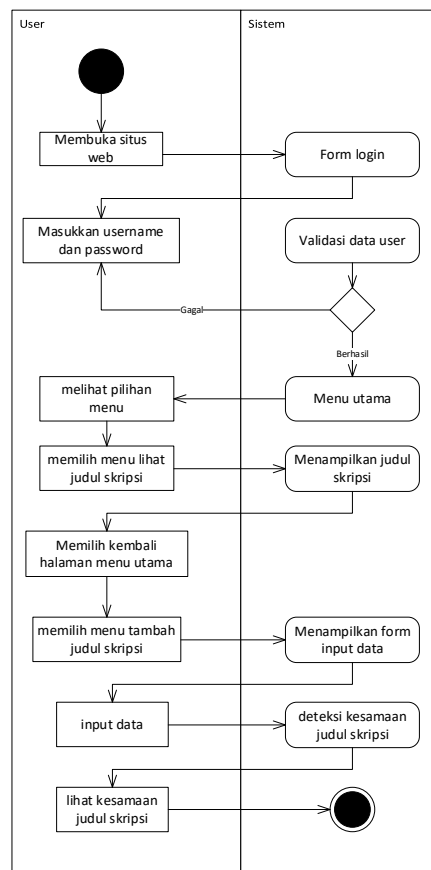 User
Sistem
Membuka situs
web
Form login
Masukkan username
dan password
Validasi data user
Gagal
Berhasil
melihat pilihan
menu
Menu utama
memilih menu lihat
judul skripsi
Menampilkan judul
skripsi
Memilih kembali
halaman menu utama
memilih menu tambah
judul skripsi
Menampilkan form
input data
input data
deteksi kesamaan
judul skripsi
lihat kesamaan
judul skripsi